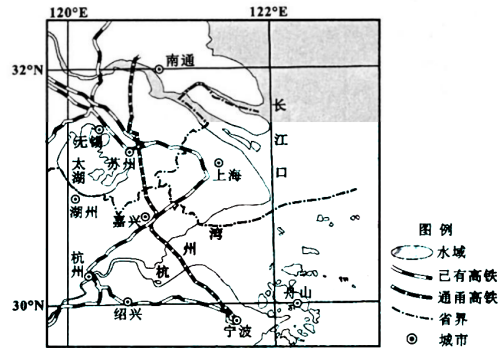 120°E
122°E
32°N
南通
长
江
口
无锡
太
湖
苏州
上海
湖州
嘉兴
湾
州
杭
杭
州
30°N
绍兴
宁波
舟山
图 例
水域
已有高铁
通甬高铁
省界
城市